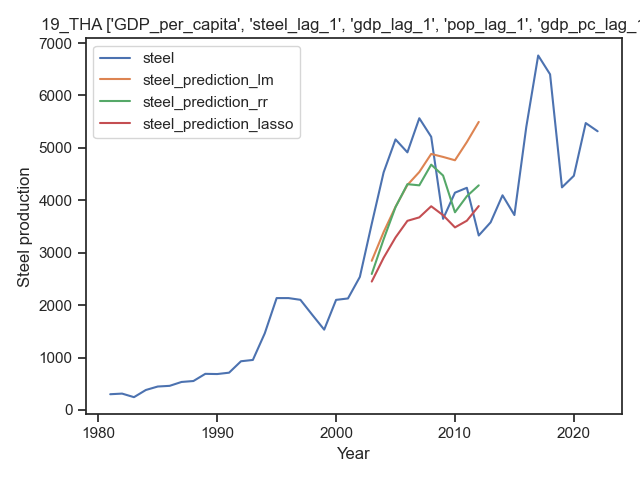 19_THA ['GDP_per_capita', 'steel_lag_1', 'gdp_lag_1', 'pop_lag_1', 'gdp_pc_lag_1
steel
steel_prediction_lm
steel_prediction_rr
steel_prediction_lasso
7000
6000
5000
4000
3000
2000
1000
0
Steel production
1980
1990
2000
2010
2020
Year